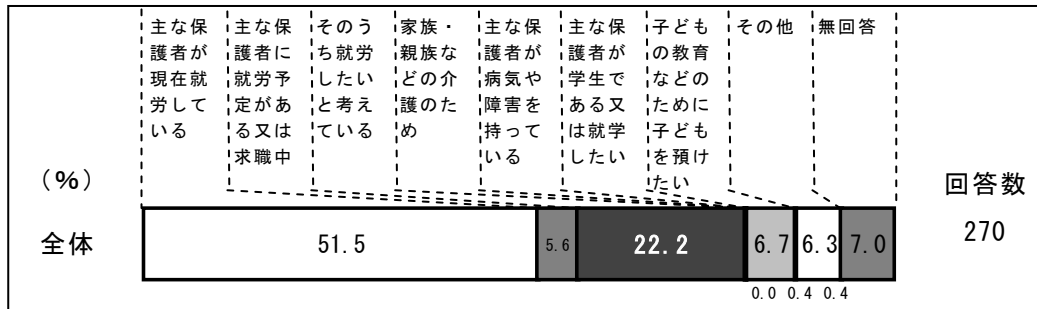 主な保
護者が
現在就
労して
いる
主な保
護者に
就労予
定があ
る又は
求職中
そのう
ち就労
したい
と考え
ている
家族・
親族な
どの介
護のた
め
主な保
護者が
病気や
障害を
持って
いる
主な保
護者が
学生で
ある又
は就学
したい
子ども
の教育
などの
ために
子ども
を預け
たい
その他
無回答
(%)
回答数
全体
51.5
5.6
22.2
6.7
6.3
7.0
270
0.0 0.4 0.4